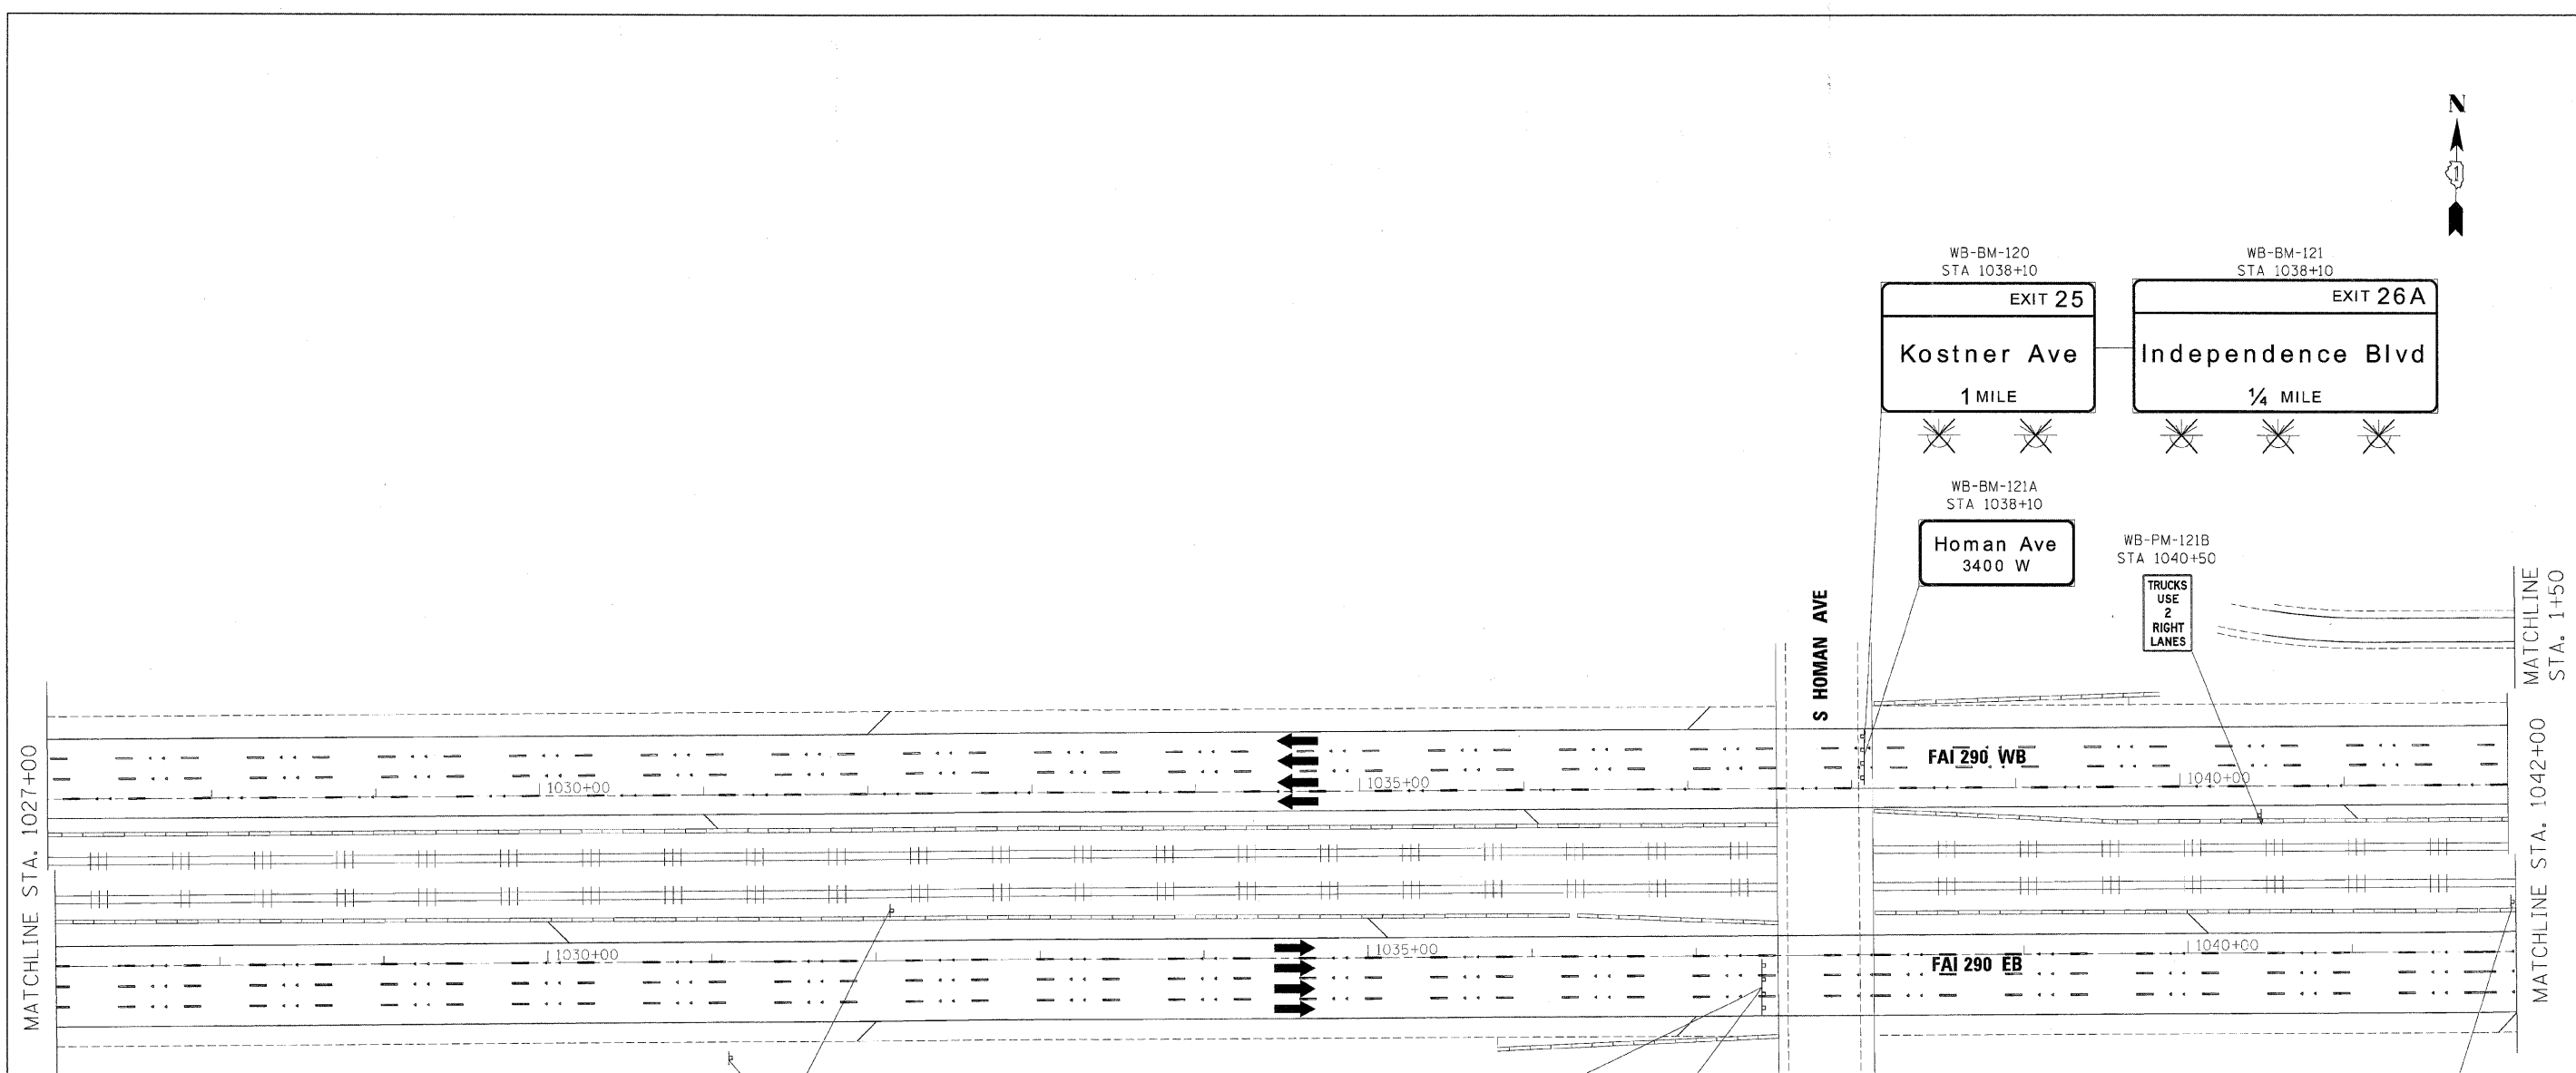 N
1
WB-BM-120
STA 1038+10
EXIT 25
Kostner Ave
1 MILE
WB-BM-121
STA 1038+10
EXIT 26A
Independence Blvd
1/4 MILE
WB-BM-121A
STA 1038+10
Homan Ave
3400 W
WB-PM-121B
STA 1040+50
TRUCKS
USE
2
RIGHT
LANES
MATCHLINE
STA. 1+50
S HOMAN AVE
MATCHLINE STA. 1027+00
FAI 290 WB
1030+00
1035+00
1040+00
MATCHLINE STA. 1042+00
1030+00
1035+00
1040+00
FAI 290 EB